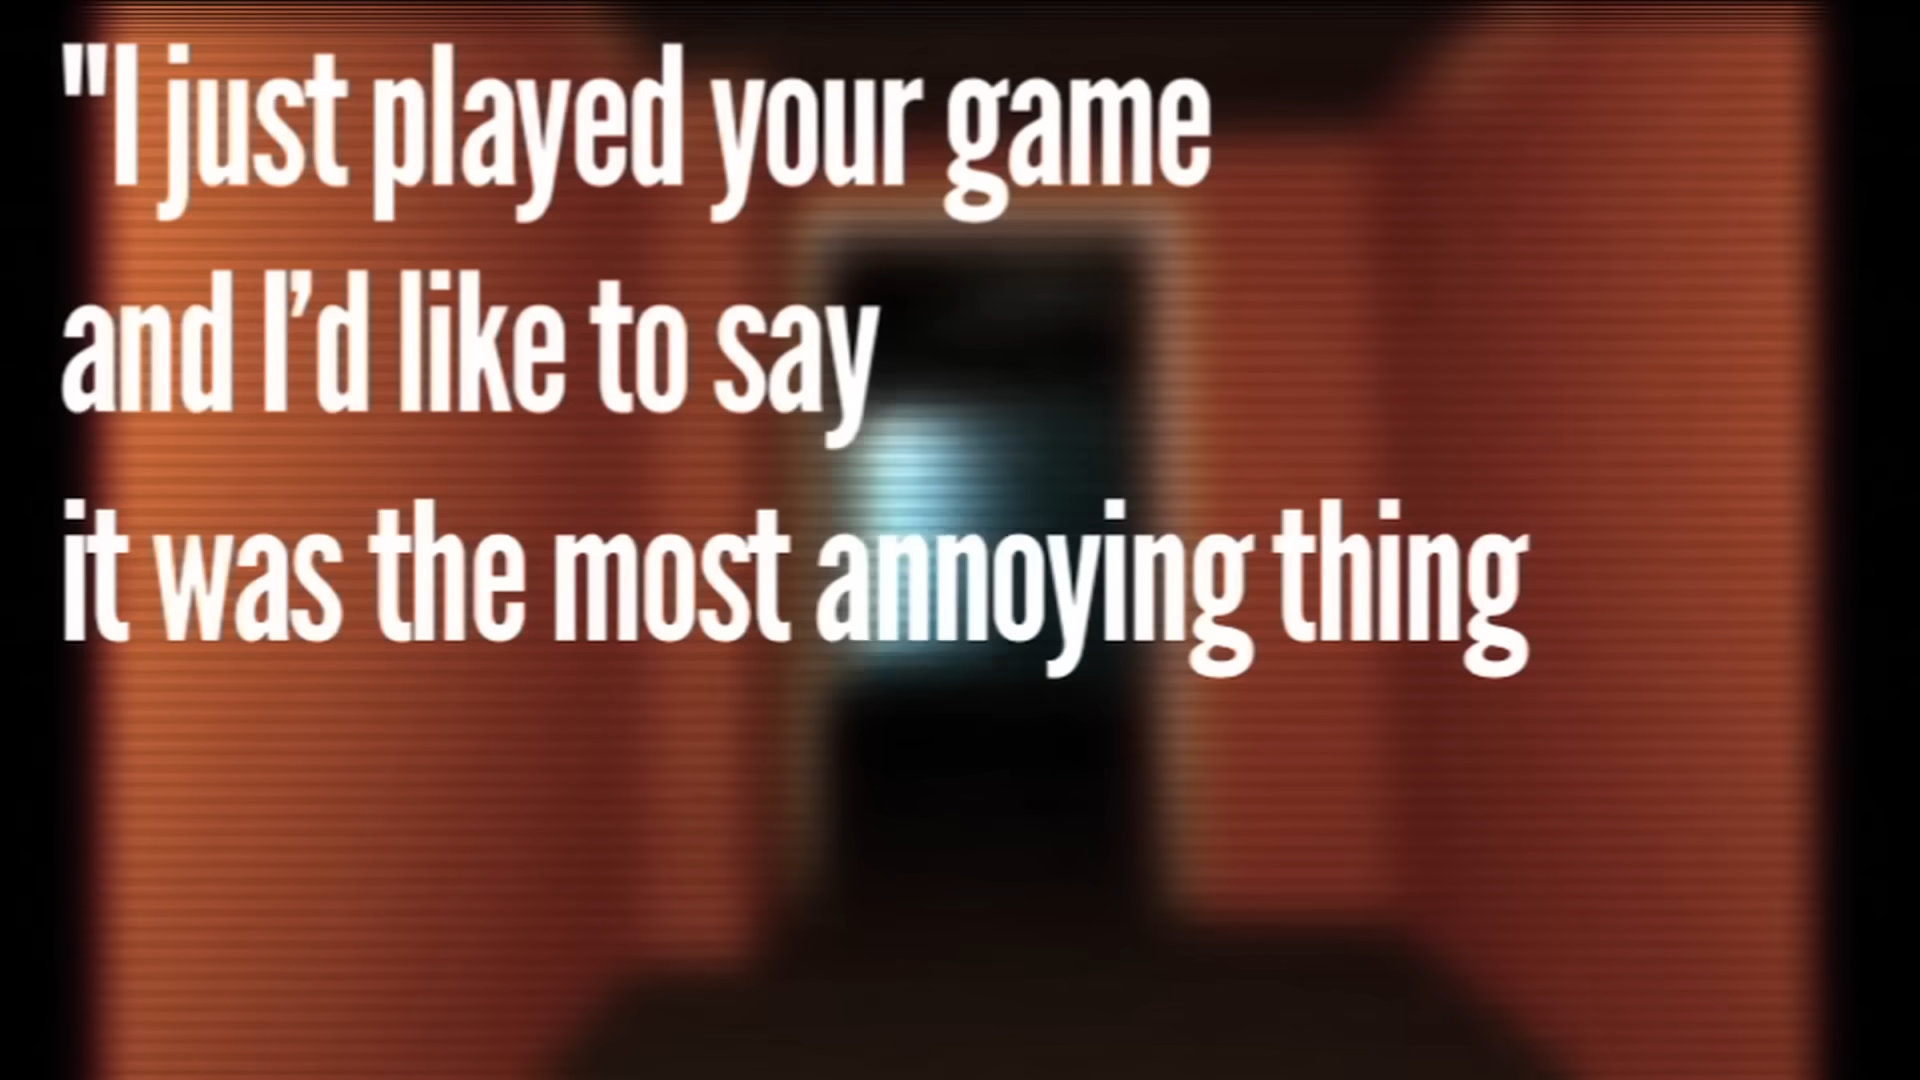 "I just played your game
and I’d like to say
it was the most annoying thing